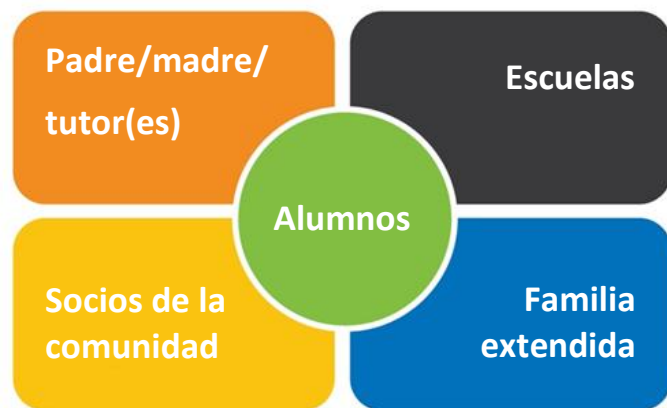 Padre/madre/
tutor(es)
Escuelas
Alumnos
Socios de la
comunidad
Familia
extendida